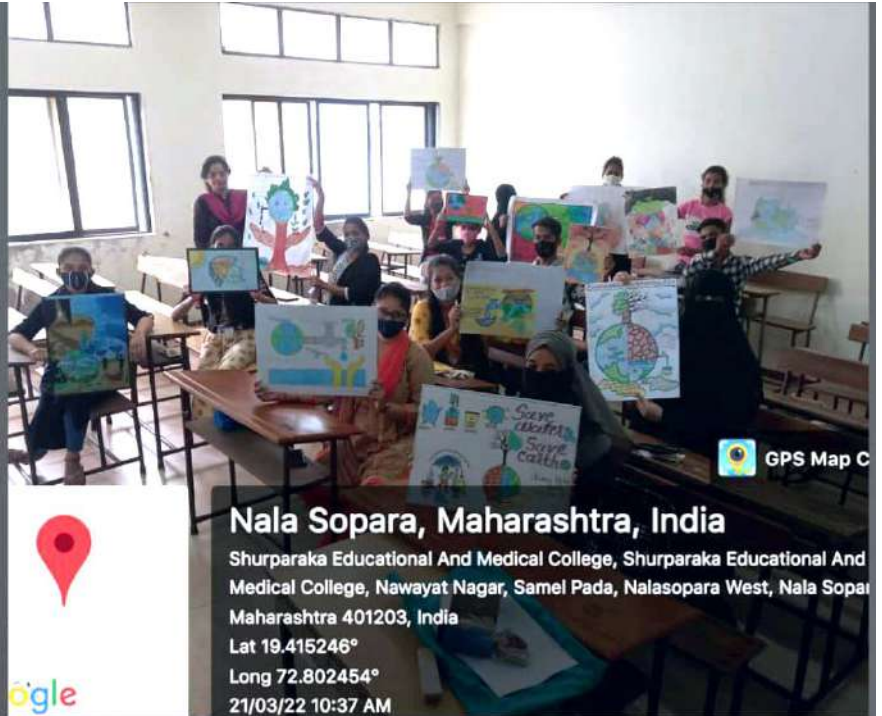 Save
water
Save
earth
GPS Map C
Nala Sopara, Maharashtra, India
Shurparaka Educational And Medical College, Shurparaka Educational And
Medical College, Nawayat Nagar, Samel Pada, Nalasopara West, Nala Sopar
Maharashtra 401203, India
Lat 19.415246°
Long 72.802454°
21/03/22 10:37 AM
ogle